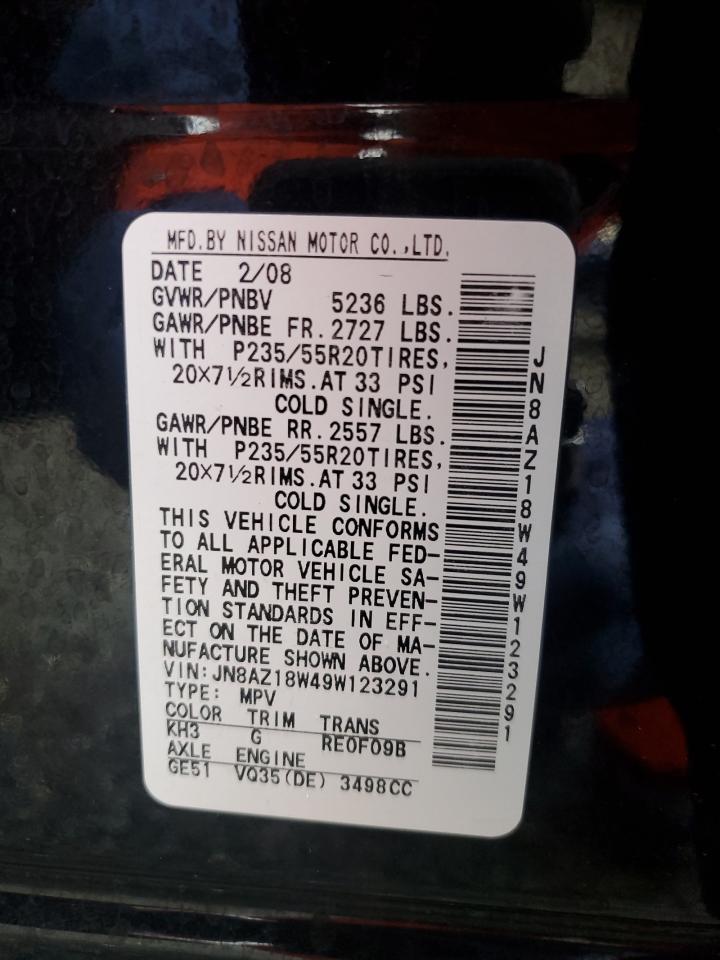 MFD.BY NISSAN MOTOR CO.,LTD.
DATE 2/08
GVWR/PNBV 5236 LBS.
GAWR/PNBE FR. 2727 LBS.
WITH P235/55R20TIRES,
20X7½RIMS.AT 33 PSI
COLD SINGLE.
GAWR/PNBE RR. 2557 LBS.
WITH P235/55R20TIRES,
20X7½RIMS.AT 33 PSI
COLD SINGLE.
THIS VEHICLE CONFORMS
TO ALL APPLICABLE FED-
ERAL MOTOR VEHICLE SA-
FETY AND THEFT PREVEN-
TION STANDARDS IN EFF-
ECT ON THE DATE OF MA-
NUFACTURE SHOWN ABOVE.
VIN:JN8AZ18W49W123291
TYPE: MPV
COLOR TRIM TRANS
KH3 G RE0F09B
AXLE ENGINE
GE51 VQ35(DE) 3498CC
JN8AZ18W49W123291